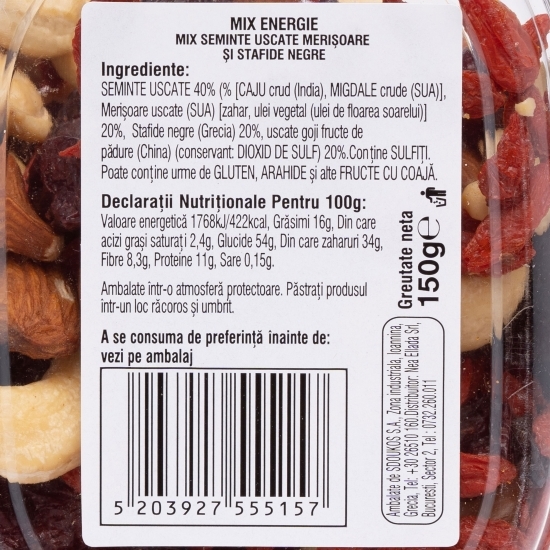 MIX ENERGIE
MIX SEMINTE USCATE MERIȘOARE
ȘI STAFIDE NEGRE
Ingrediente:
SEMINTE USCATE 40% (% [CAJU crud (India), MIGDALE crude (SUA)],
Merișoare uscate (SUA) [zahar, ulei vegetal (ulei de floarea soarelui)]
20%, Stafide negre (Grecia) 20%, uscate goji fructe de
pădure (China) (conservant: DIOXID DE SULF) 20%.Conține SULFIȚI.
Poate conține urme de GLUTEN, ARAHIDE și alte FRUCTE CU COAJĂ.
Declarații Nutriționale Pentru 100g:
Valoare energetică 1768kJ/422kcal, Grăsimi 16g, Din care
acizi grași saturați 2,4g, Glucide 54g, Din care zaharuri 34g,
Fibre 8,3g, Proteine 11g, Sare 0,15g.
Ambalate intr-o atmosferă protectoare. Păstrați produsul
intr-un loc răcoros și umbrit.
A se consuma de preferință inainte de:
vezi pe ambalaj
5 203927 555157
Greutate neta
150g℮
Ambalate de SDOUKOS S.A., Zona industriala, Ioannina,
Grecia, Tel: +30 26510 160.Distribuitor: Nea Ellada Srl,
Bucuresti, Sector 2, Tel: 0732.260.011